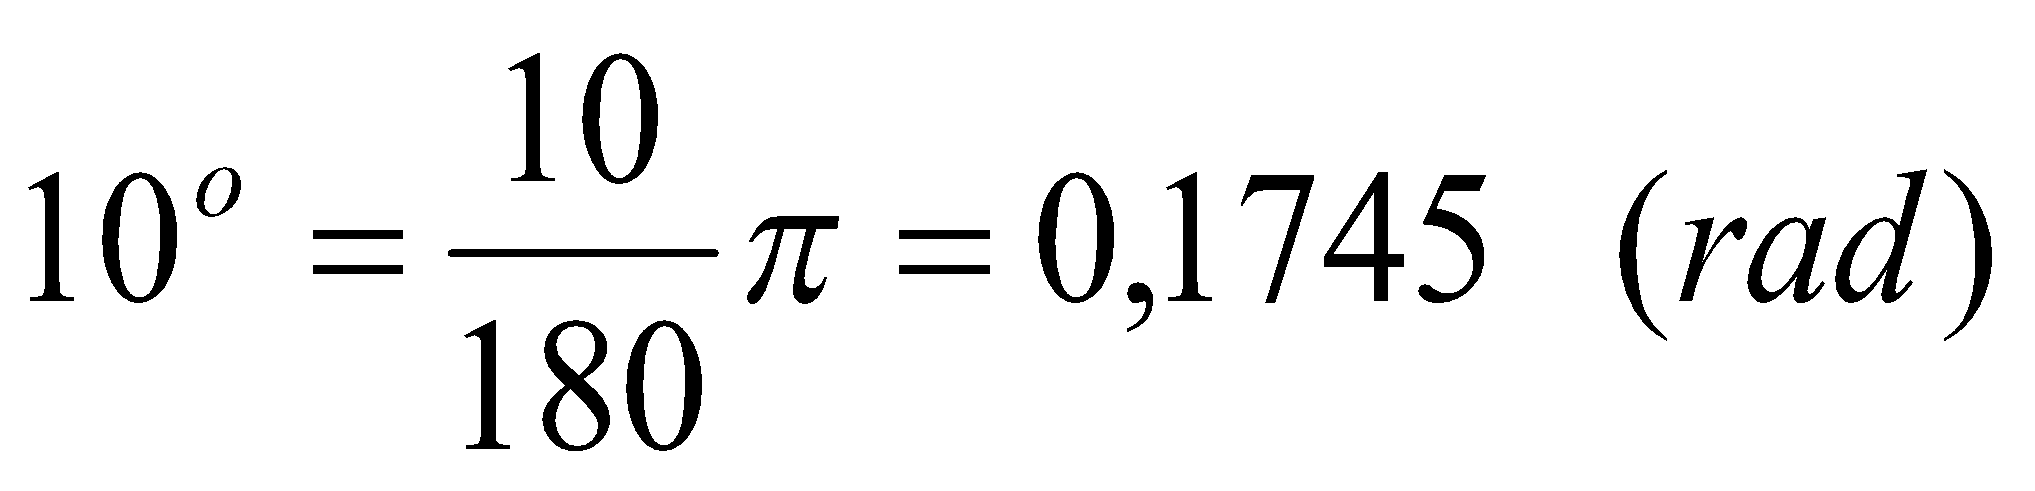 10° = 10/180 π = 0,1745 (rad)